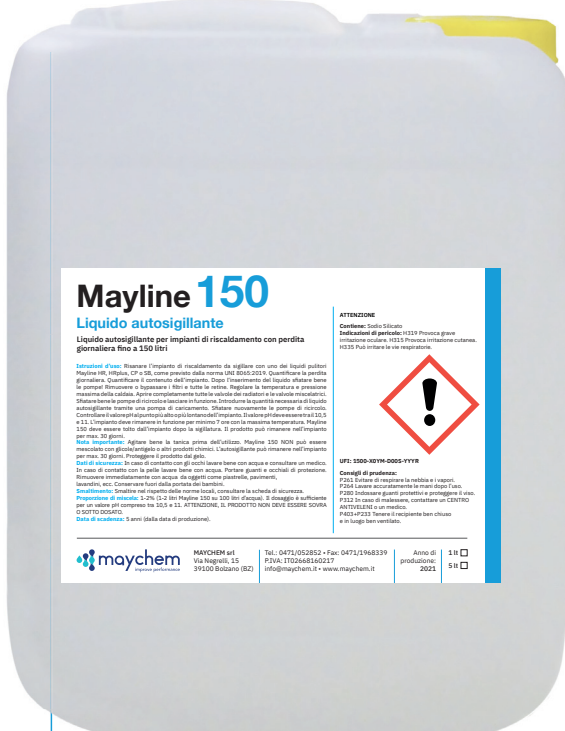 Mayline 150
Liquido autosigillante
Liquido autosigillante per impianti di riscaldamento con perdita
giornaliera fino a 150 litri
Istruzioni d'uso: Risanare l'impianto di riscaldamento da sigillare con uno dei liquidi pulitori
Mayline HR, HRplus, CP o SB, come previsto dalla norma UNI 8065:2019. Quantificare la perdita
giornaliera. Quantificare il contenuto dell'impianto. Dopo l'inserimento del liquido sfiatare bene
le pompe! Rimuovere o bypassare i filtri e tutte le retine. Regolare la temperatura e pressione
massima della caldaia. Aprire completamente tutte le valvole dei radiatori e le valvole miscelatrici.
Sfiatare bene le pompe di ricircolo e lasciare in funzione. Introdurre la quantità necessaria di liquido
autosigillante tramite una pompa di caricamento. Sfiatare nuovamente le pompe di ricircolo.
Controllare il valore pH al punto più alto o più lontano dell'impianto. Il valore pH deve essere tra il 10,5
e 11. L'impianto deve rimanere in funzione per minimo 7 ore con la massima temperatura. Mayline
150 deve essere tolto dall'impianto dopo la sigillatura. Il prodotto può rimanere nell'impianto
per max. 30 giorni.
Nota importante: Agitare bene la tanica prima dell'utilizzo. Mayline 150 NON può essere
mescolato con glicole/antigelo o altri prodotti chimici. L'autosigillante può rimanere nell'impianto
per max. 30 giorni. Proteggere il prodotto dal gelo.
Dati di sicurezza: In caso di contatto con gli occhi lavare bene con acqua e consultare un medico.
In caso di contatto con la pelle lavare bene con acqua. Portare guanti e occhiali di protezione.
Rimuovere immediatamente con acqua da oggetti come piastrelle, pavimenti,
lavandini, ecc. Conservare fuori dalla portata dei bambini.
Smaltimento: Smaltire nel rispetto delle norme locali, consultare la scheda di sicurezza.
Proporzione di miscela: 1-2% (1-2 litri Mayline 150 su 100 litri d'acqua). Il dosaggio è sufficiente
per un valore pH compreso tra 10,5 e 11. ATTENZIONE, IL PRODOTTO NON DEVE ESSERE SOVRA
O SOTTO DOSATO.
Data di scadenza: 5 anni (dalla data di produzione).
ATTENZIONE
Contiene: Sodio Silicato
Indicazioni di pericolo: H319 Provoca grave
irritazione oculare. H315 Provoca irritazione cutanea.
H335 Può irritare le vie respiratorie.
UFI: 1500-X0YM-D00S-YYYR
Consigli di prudenza:
P261 Evitare di respirare la nebbia e i vapori.
P264 Lavare accuratamente le mani dopo l'uso.
P280 Indossare guanti protettivi e proteggere il viso.
P312 In caso di malessere, contattare un CENTRO
ANTIVELENI o un medico.
P403+P233 Tenere il recipiente ben chiuso
e in luogo ben ventilato.
maychem
improve performance
MAYCHEM srl
Via Negrelli, 15
39100 Bolzano (BZ)
Tel.: 0471/052852 • Fax: 0471/1968339
P.IVA: IT02668160217
info@maychem.it • www.maychem.it
Anno di
produzione:
2021
1 lt
5 lt